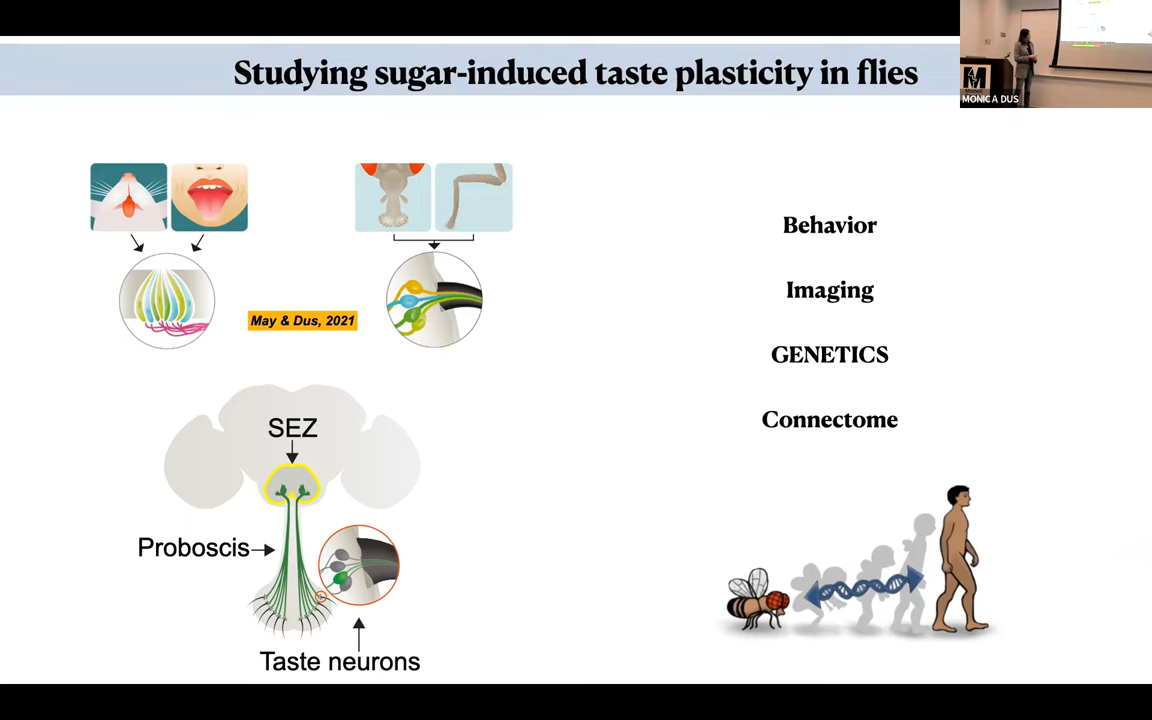 Studying sugar-induced taste plasticity in flies
MONICA DUS
May & Dus, 2021
SEZ
Proboscis
Taste neurons
Behavior
Imaging
GENETICS
Connectome